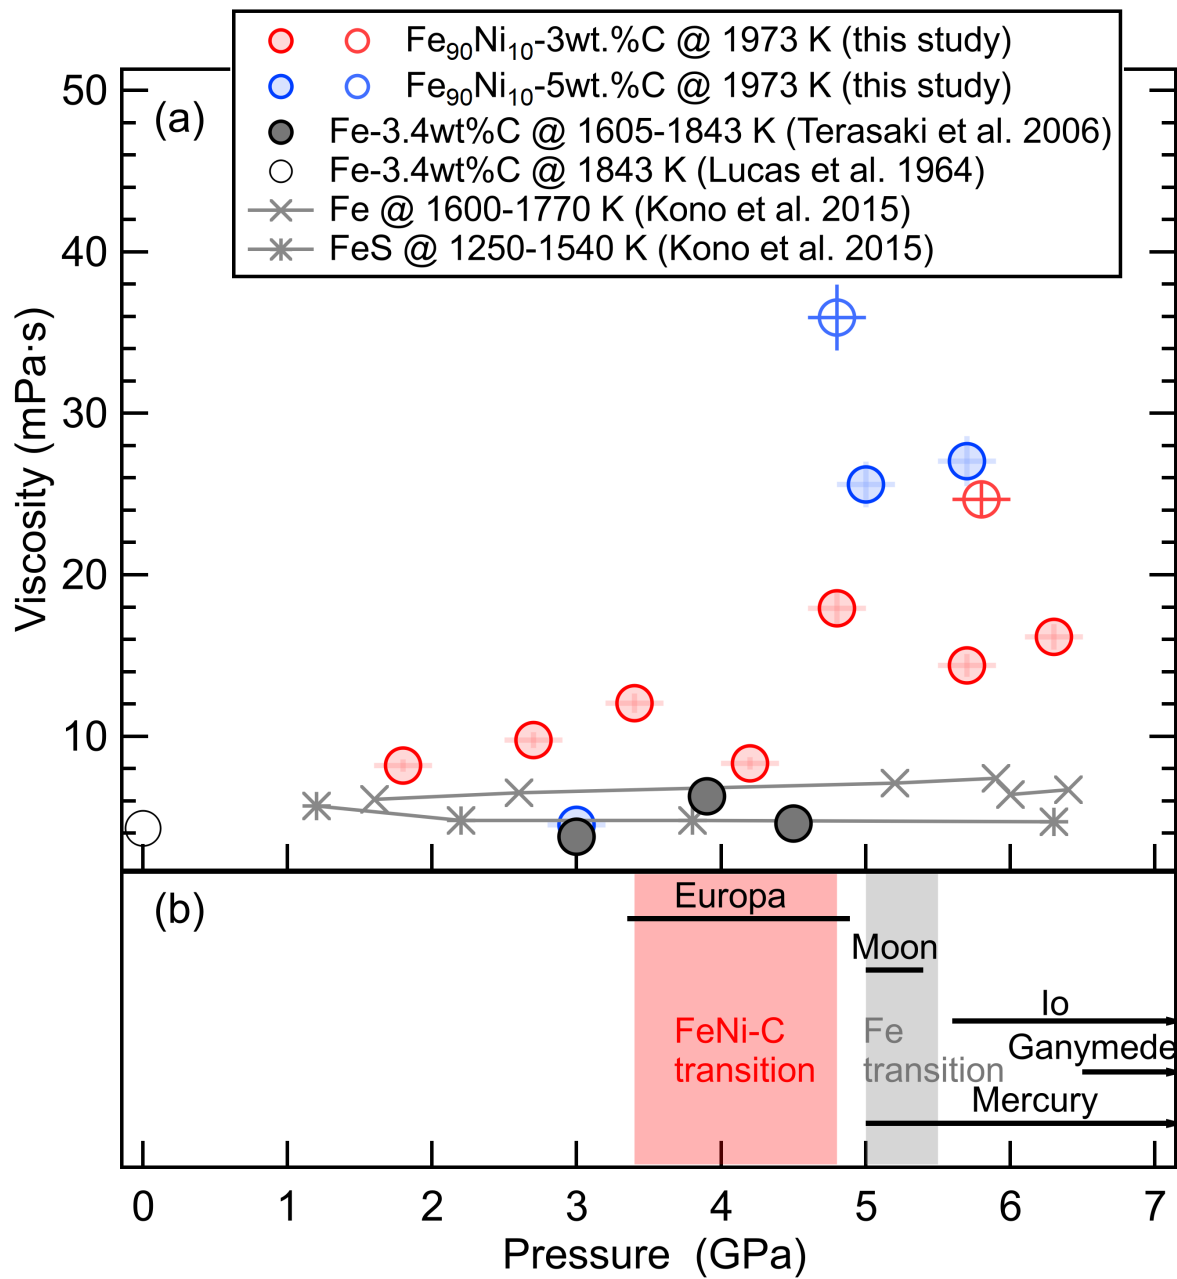 Fe90Ni10-3wt.%C @ 1973 K (this study)
Fe90Ni10-5wt.%C @ 1973 K (this study)
Fe-3.4wt%C @ 1605-1843 K (Terasaki et al. 2006)
Fe-3.4wt%C @ 1843 K (Lucas et al. 1964)
Fe @ 1600-1770 K (Kono et al. 2015)
FeS @ 1250-1540 K (Kono et al. 2015)
(a)
50
40
30
20
10
Viscosity (mPa·s)
(b)
Europa
Moon
Io
Ganymede
Mercury
FeNi-C
transition
Fe
transition
0 1 2 3 4 5 6 7
Pressure (GPa)